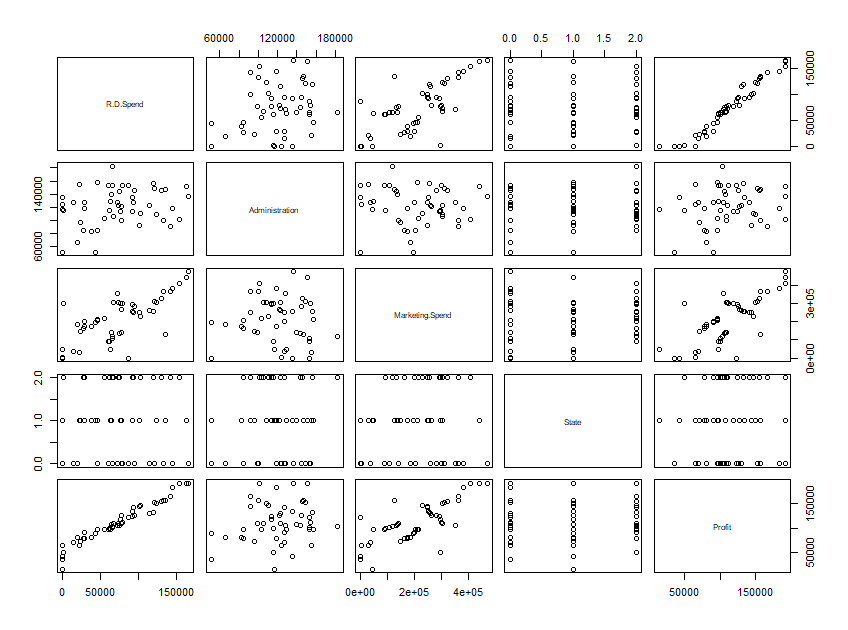 60000 120000 180000
0.0 0.5 1.0 1.5 2.0
R.D.Spend
0 50000 150000
60000 140000
Administration
Marketing.Spend
0e+00 3e+05
0.0 1.0 2.0
State
Profit
50000 150000
0 50000 150000
0e+00 2e+05 4e+05
50000 150000